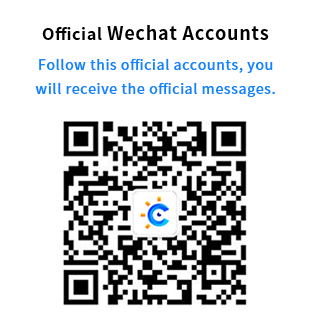 Official Wechat Accounts
Follow this official accounts, you
will receive the official messages.